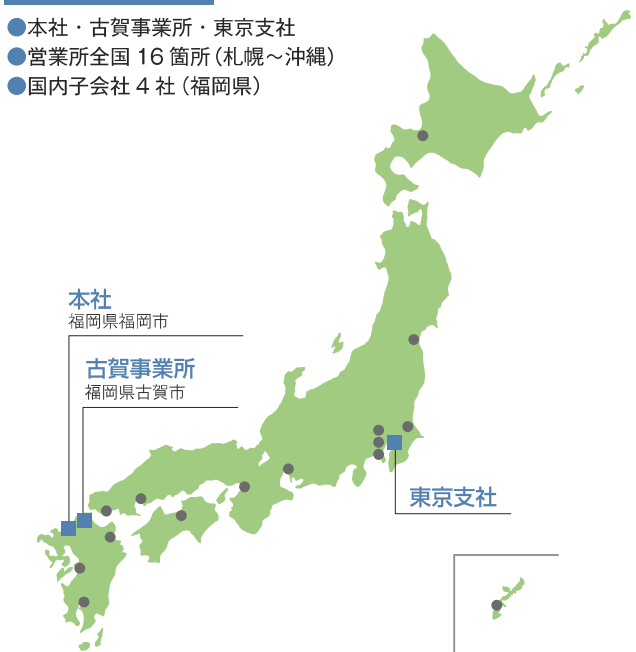 ●本社・古賀事業所・東京支社
●営業所全国 16 箇所（札幌～沖縄）
●国内子会社 4 社（福岡県）
本社
福岡県福岡市
古賀事業所
福岡県古賀市
東京支社